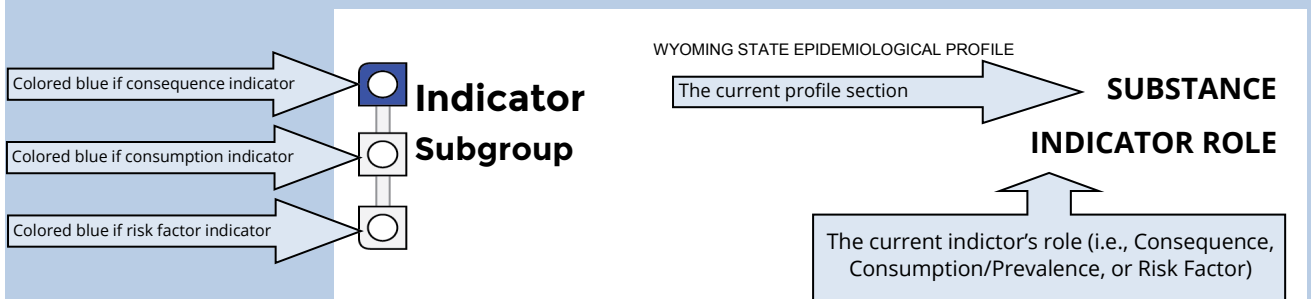 WYOMING STATE EPIDEMIOLOGICAL PROFILE
Colored blue if consequence indicator
Indicator
The current profile section
SUBSTANCE
Colored blue if consumption indicator
Subgroup
INDICATOR ROLE
Colored blue if risk factor indicator
The current indictor’s role (i.e., Consequence,
Consumption/Prevalence, or Risk Factor)